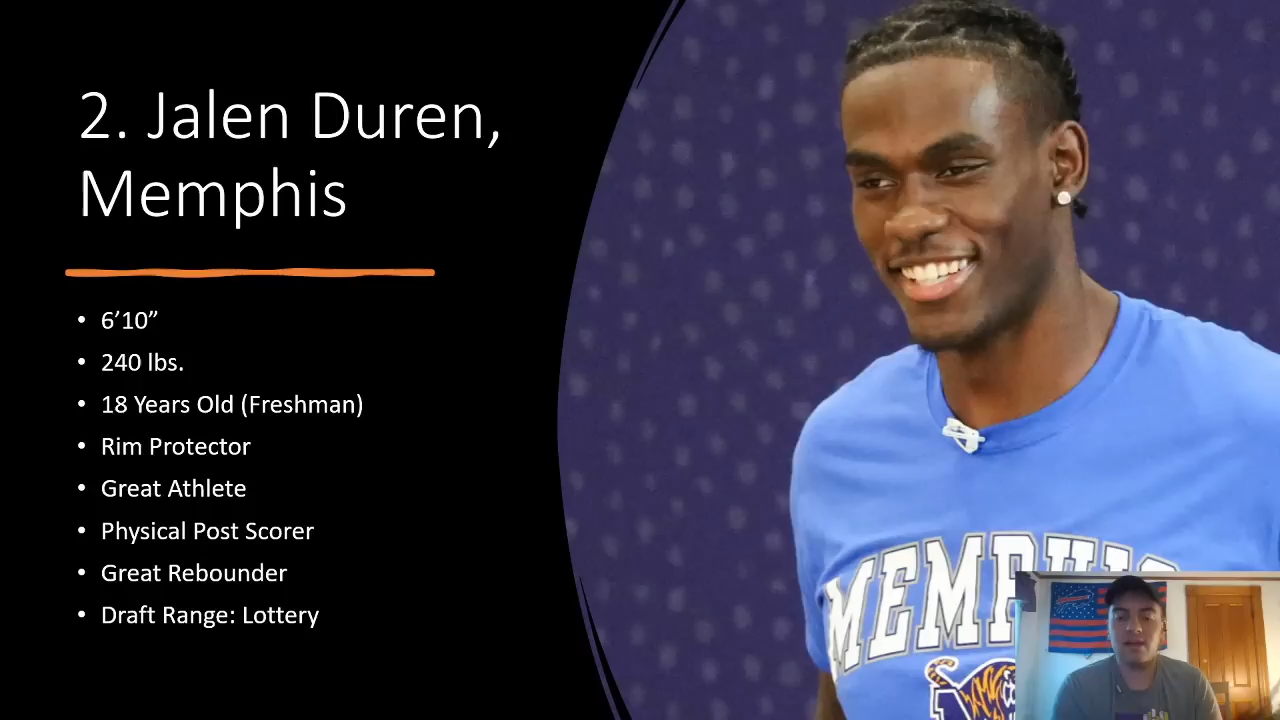 2. Jalen Duren,
Memphis
• 6’10”
• 240 lbs.
• 18 Years Old (Freshman)
• Rim Protector
• Great Athlete
• Physical Post Scorer
• Great Rebounder
• Draft Range: Lottery